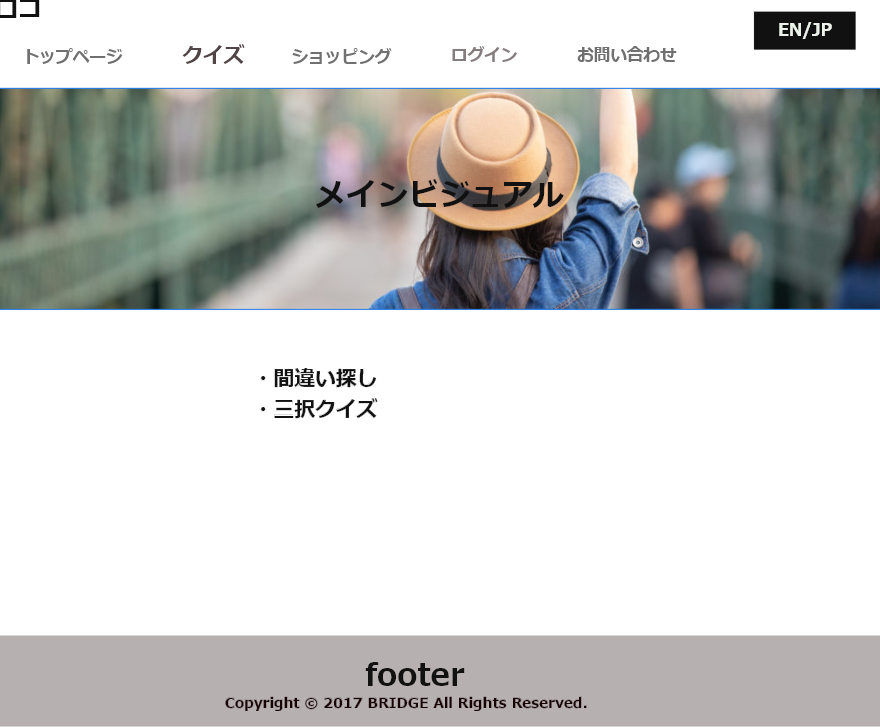 ロゴ
EN/JP
トップページ
クイズ
ショッピング
ログイン
お問い合わせ
メインビジュアル
・間違い探し
・三択クイズ
footer
Copyright © 2017 BRIDGE All Rights Reserved.